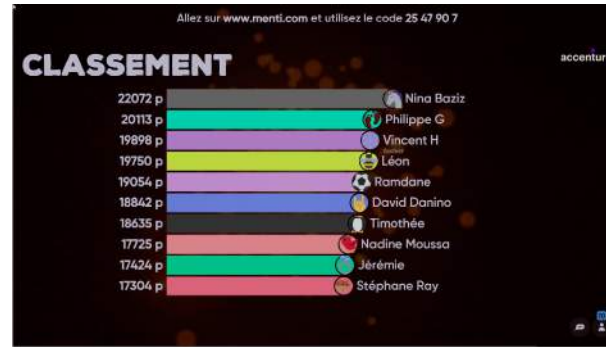 Allez sur www.menti.com et utilisez le code 25 47 90 7
CLASSEMENT
accentur
22072 p Nina Baziz
20113 p Philippe G
19898 p Vincent H
19750 p Léon
19054 p Ramdane
18842 p David Danino
18635 p Timothée
17725 p Nadine Moussa
17424 p Jérémie
17304 p Stéphane Ray